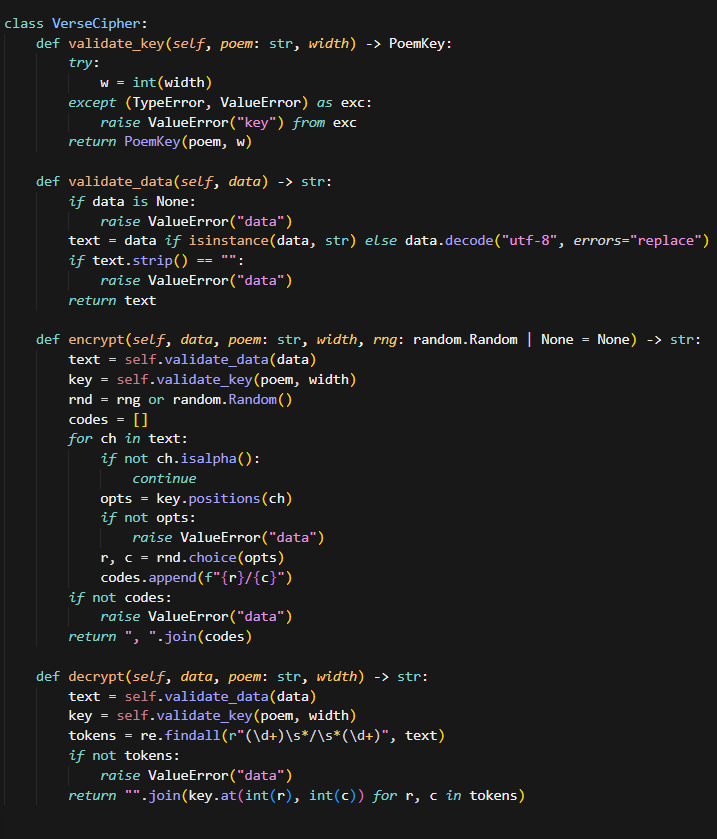 class VerseCipher:
    def validate_key(self, poem: str, width) -> PoemKey:
        try:
            w = int(width)
        except (TypeError, ValueError) as exc:
            raise ValueError("key") from exc
        return PoemKey(poem, w)

    def validate_data(self, data) -> str:
        if data is None:
            raise ValueError("data")
        text = data if isinstance(data, str) else data.decode("utf-8", errors="replace")
        if text.strip() == "":
            raise ValueError("data")
        return text

    def encrypt(self, data, poem: str, width, rng: random.Random | None = None) -> str:
        text = self.validate_data(data)
        key = self.validate_key(poem, width)
        rnd = rng or random.Random()
        codes = []
        for ch in text:
            if not ch.isalpha():
                continue
            opts = key.positions(ch)
            if not opts:
                raise ValueError("data")
            r, c = rnd.choice(opts)
            codes.append(f"{r}/{c}")
        if not codes:
            raise ValueError("data")
        return ", ".join(codes)

    def decrypt(self, data, poem: str, width) -> str:
        text = self.validate_data(data)
        key = self.validate_key(poem, width)
        tokens = re.findall(r"(\d+)\s*/\s*(\d+)", text)
        if not tokens:
            raise ValueError("data")
        return "".join(key.at(int(r), int(c)) for r, c in tokens)